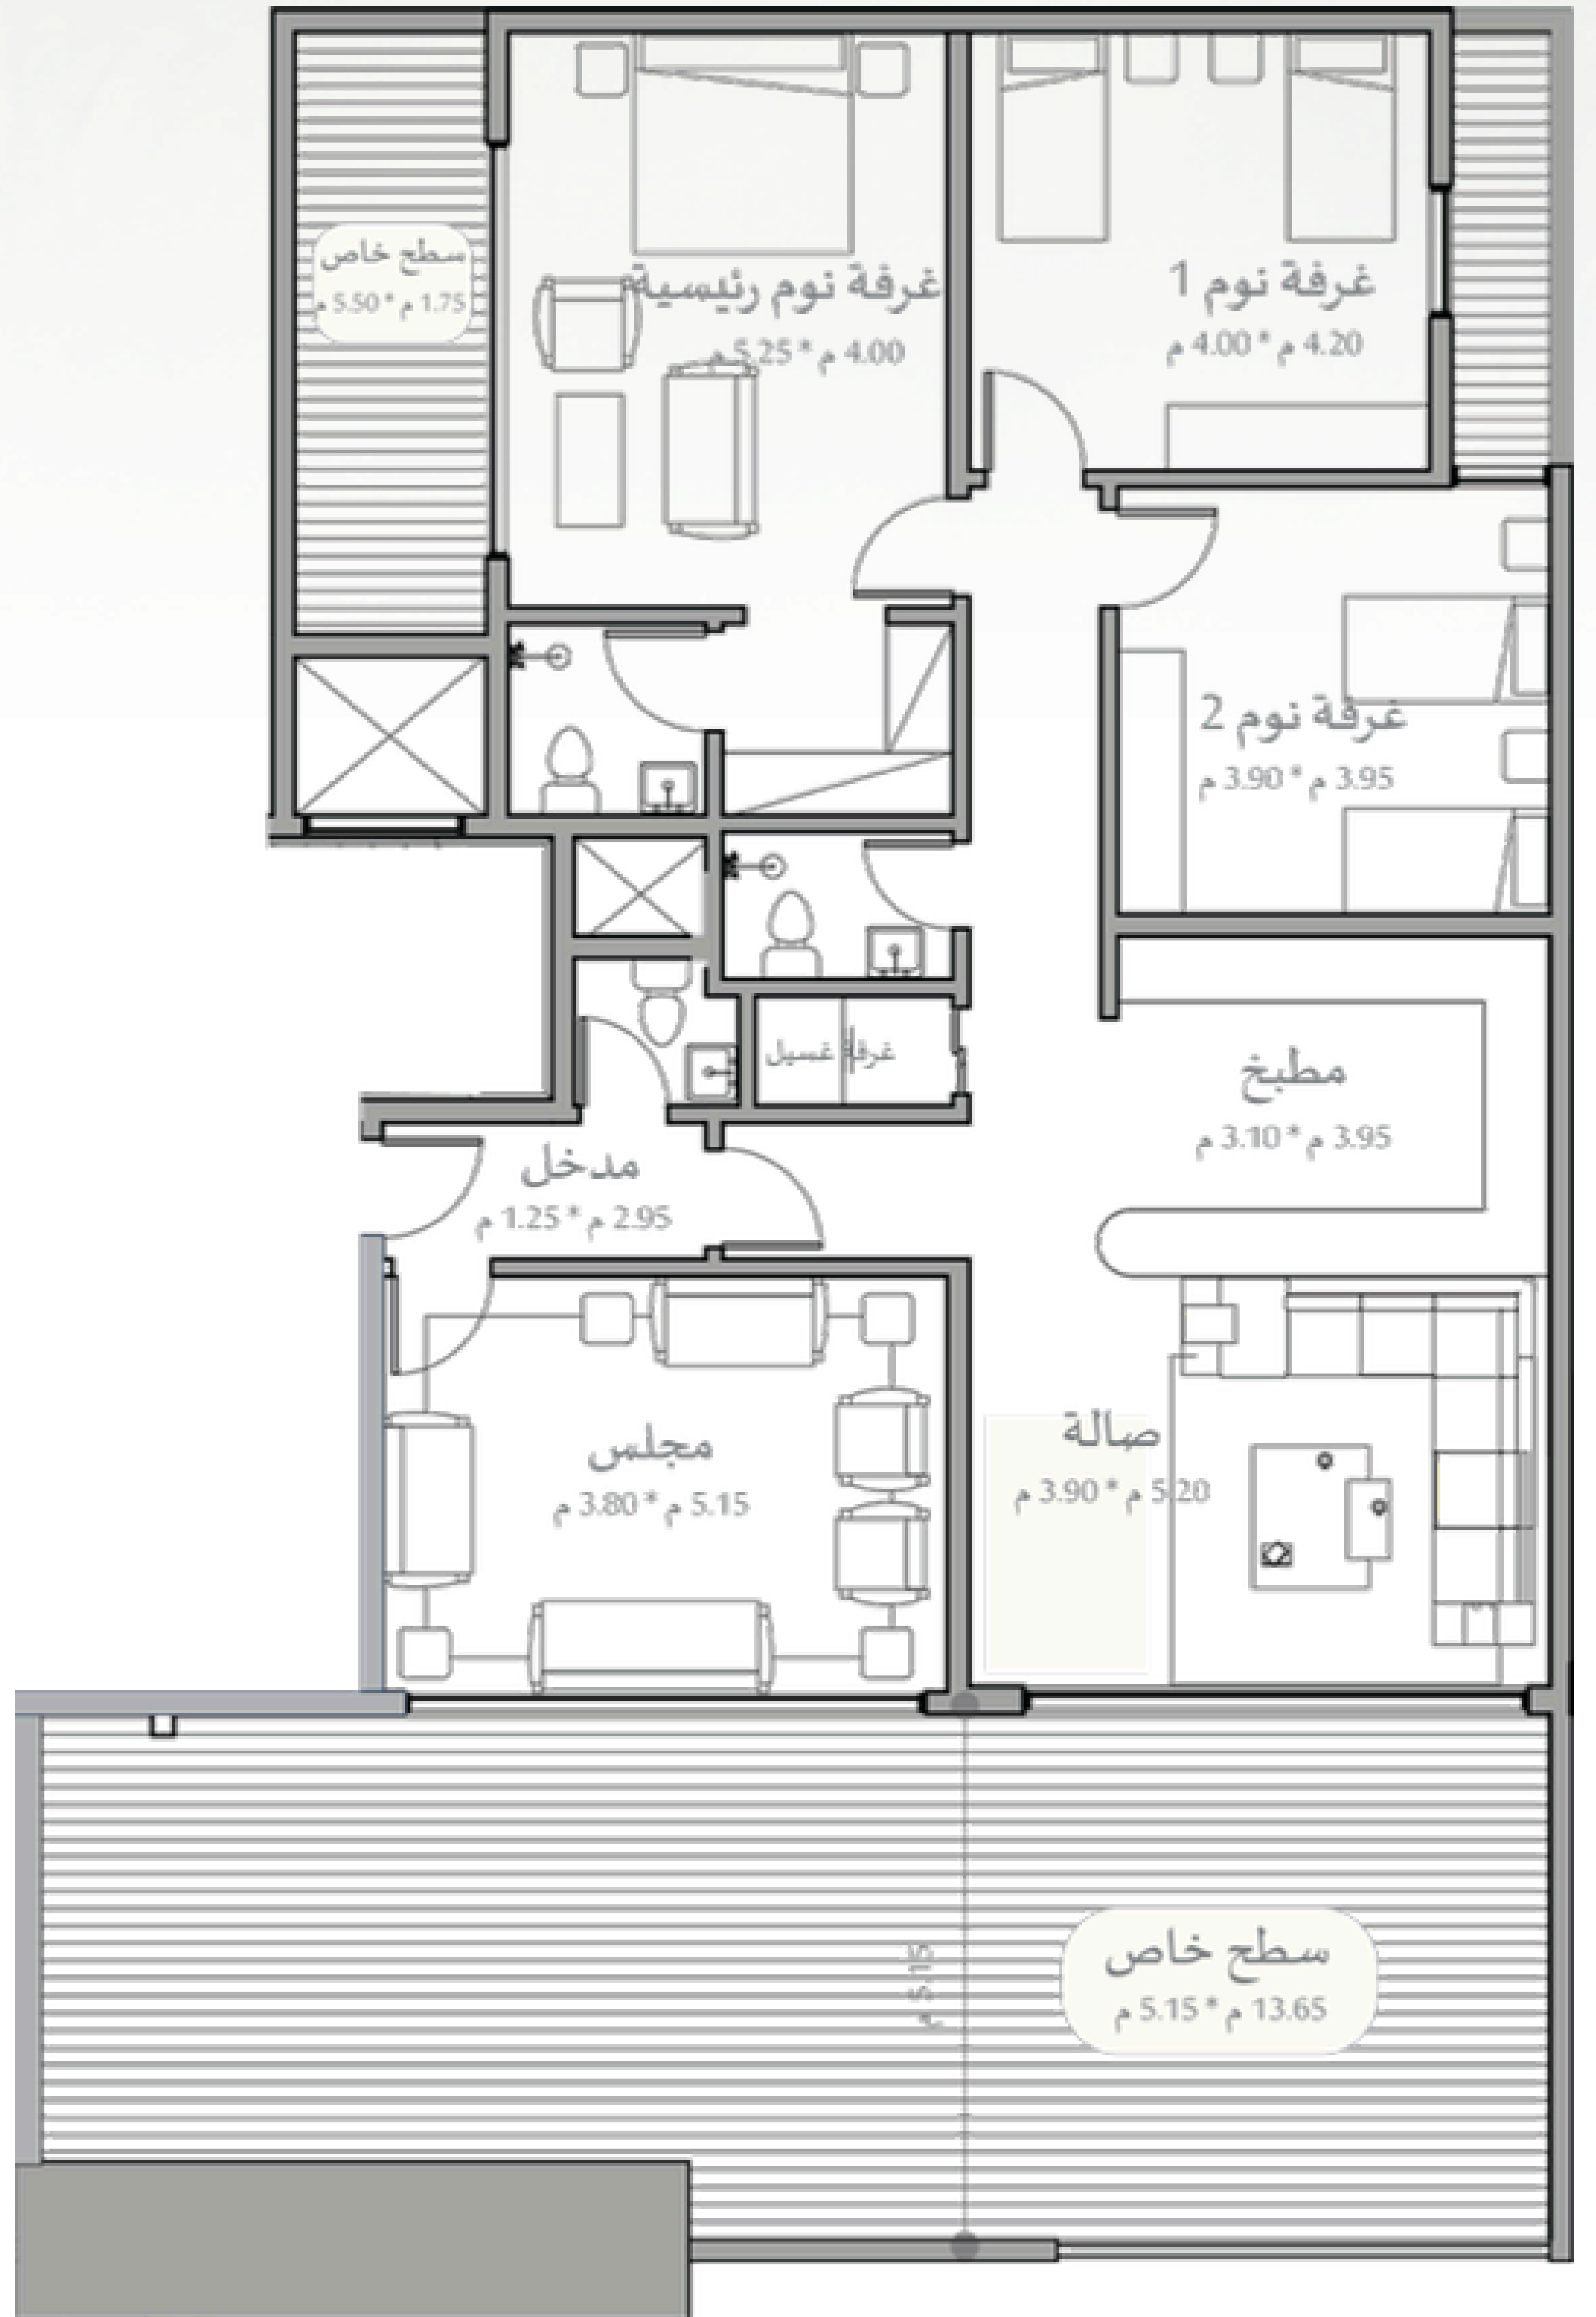 سطح خاص
1.75 م * 5.50 م
غرفة نوم رئيسية
4.00 م * 5.25 م
غرفة نوم 1
4.20 م * 4.00 م
غرفة نوم 2
3.95 م * 3.90 م
مطبخ
3.95 م * 3.10 م
غرفة غسيل
مدخل
2.95 م * 1.25 م
مجلس
5.15 م * 3.80 م
صالة
5.20 م * 3.90 م
5.15 م
سطح خاص
13.65 م * 5.15 م